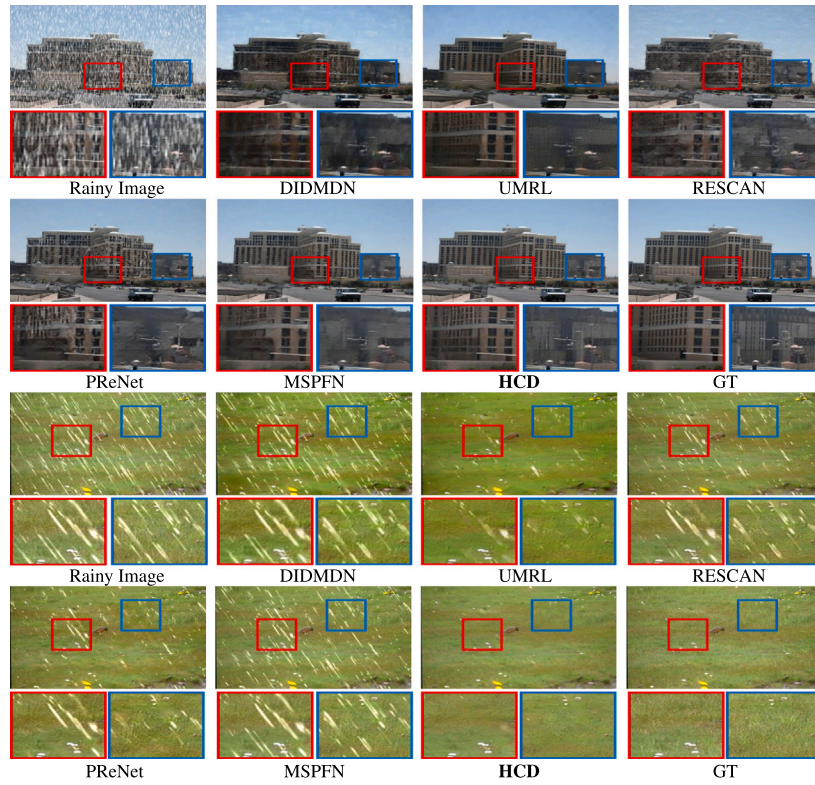 Rainy Image DIDMDN UMRL RESCAN
PReNet MSPFN HCD GT
Rainy Image DIDMDN UMRL RESCAN
PReNet MSPFN HCD GT